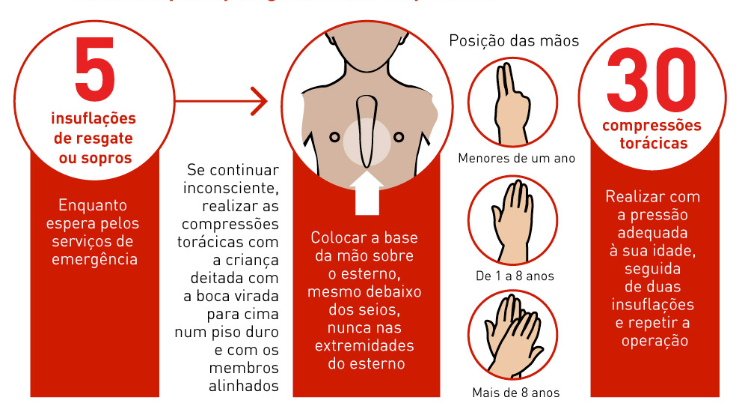 5
insuflações
de resgate
ou sopros
Enquanto
espera pelos
serviços de
emergência
Se continuar
inconsciente,
realizar as
compressões
torácicas com
a criança
deitada com
a boca virada
para cima
num piso duro
e com os
membros
alinhados
Colocar a base
da mão sobre
o esterno,
mesmo debaixo
dos seios,
nunca nas
extremidades
do esterno
Posição das mãos
Menores de um ano
De 1 a 8 anos
Mais de 8 anos
30
compressões
torácicas
Realizar com
a pressão
adequada
à sua idade,
seguida
de duas
insuflações
e repetir a
operação